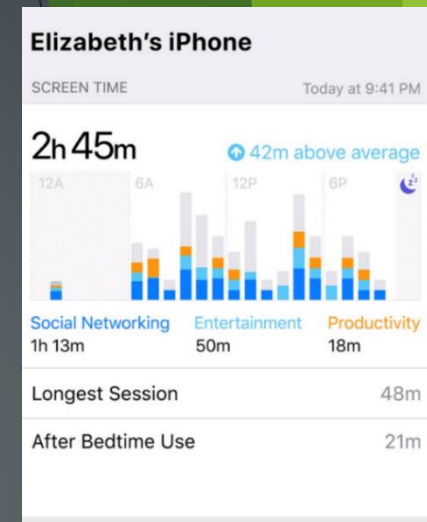 Elizabeth's iPhone
SCREEN TIME Today at 9:41 PM
2h 45m 42m above average
12A 6A 12P 6P
Social Networking Entertainment Productivity
1h 13m 50m 18m
Longest Session 48m
After Bedtime Use 21m